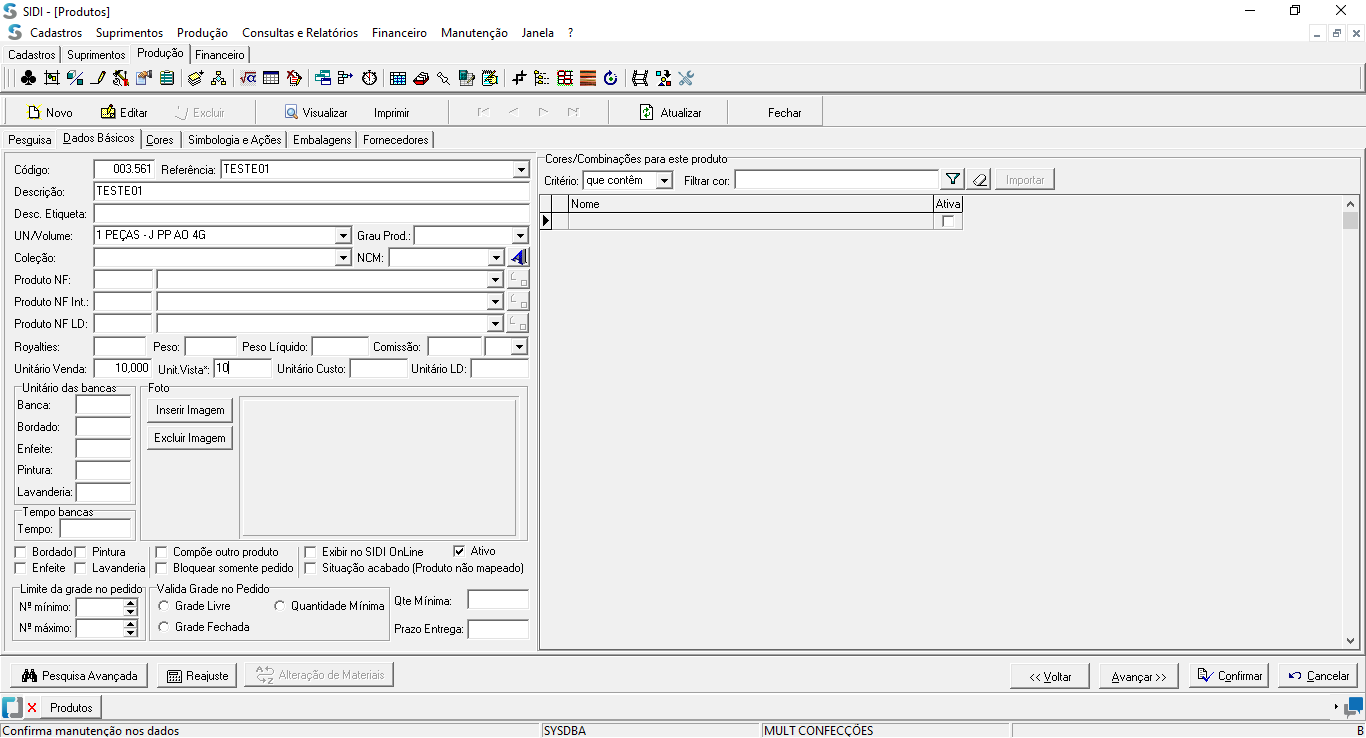 SIDI - [Produtos]
Cadastros Suprimentos Produção Consultas e Relatórios Financeiro Manutenção Janela ?
Cadastros Suprimentos Produção Financeiro
Novo Editar Excluir Visualizar Imprimir Atualizar Fechar
Pesquisa Dados Básicos Cores Simbologia e Ações Embalagens Fornecedores
Código: 003.561 Referência: TESTE01
Descrição: TESTE01
Desc. Etiqueta:
UN/Volume: 1 PEÇAS - J PP AO 4G Grau Prod.:
Coleção: NCM:
Produto NF:
Produto NF Int.:
Produto NF LD:
Royalties: Peso: Peso Líquido: Comissão:
Unitário Venda: 10,000 Unit.Vista*: 10 Unitário Custo: Unitário LD:
Unitário das bancas
Banca:
Bordado:
Enfeite:
Pintura:
Lavanderia:
Foto
Inserir Imagem
Excluir Imagem
Tempo bancas
Tempo:
Bordado Pintura Compõe outro produto Exibir no SIDI OnLine Ativo
Enfeite Lavanderia Bloquear somente pedido Situação acabado (Produto não mapeado)
Limite da grade no pedido
Nº mínimo:
Nº máximo:
Valida Grade no Pedido
Grade Livre Quantidade Mínima
Grade Fechada
Qte Mínima:
Prazo Entrega:
Cores/Combinações para este produto
Critério: que contêm Filtrar cor: Importar
Nome Ativa
Pesquisa Avançada Reajuste Alteração de Materiais << Voltar Avançar >> Confirmar Cancelar
Produtos
Confirma manutenção nos dados SYSDBA MULT CONFECÇÕES B